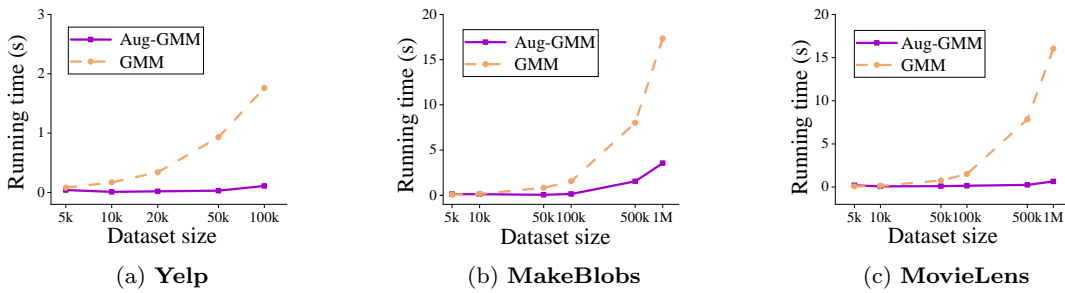 3
2
1
0
Running time (s)
Aug-GMM
GMM
5k 10k 20k 50k 100k
Dataset size
(a) Yelp
20
15
10
5
0
Running time (s)
Aug-GMM
GMM
5k 10k 50k 100k 500k 1M
Dataset size
(b) MakeBlobs
20
15
10
5
0
Running time (s)
Aug-GMM
GMM
5k 10k 50k 100k 500k 1M
Dataset size
(c) MovieLens